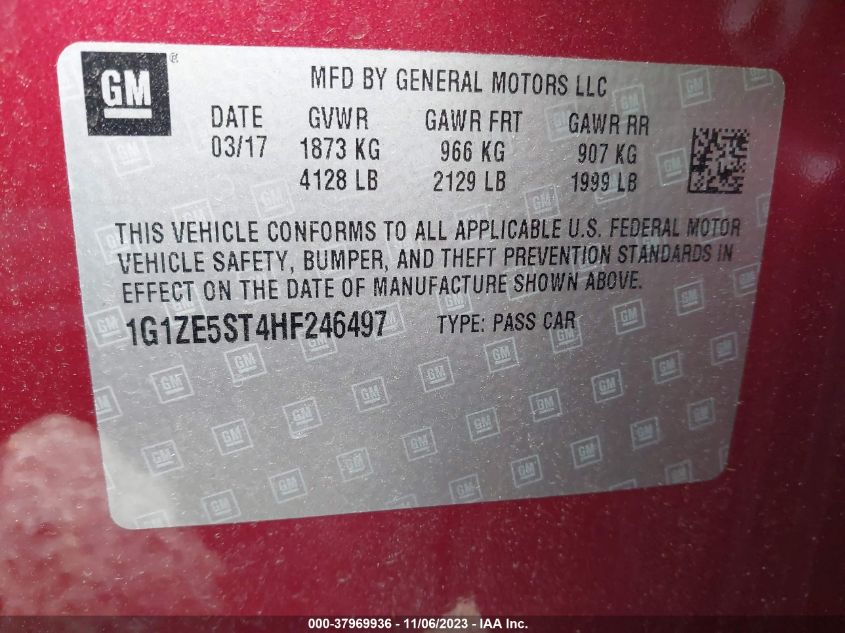 GM ®
MFD BY GENERAL MOTORS LLC
DATE GVWR GAWR FRT GAWR RR
03/17 1873 KG 966 KG 907 KG
4128 LB 2129 LB 1999 LB
THIS VEHICLE CONFORMS TO ALL APPLICABLE U.S. FEDERAL MOTOR
VEHICLE SAFETY, BUMPER, AND THEFT PREVENTION STANDARDS IN
EFFECT ON THE DATE OF MANUFACTURE SHOWN ABOVE.
1G1ZE5ST4HF246497 TYPE: PASS CAR
000-37969936 - 11/06/2023 - IAA Inc.